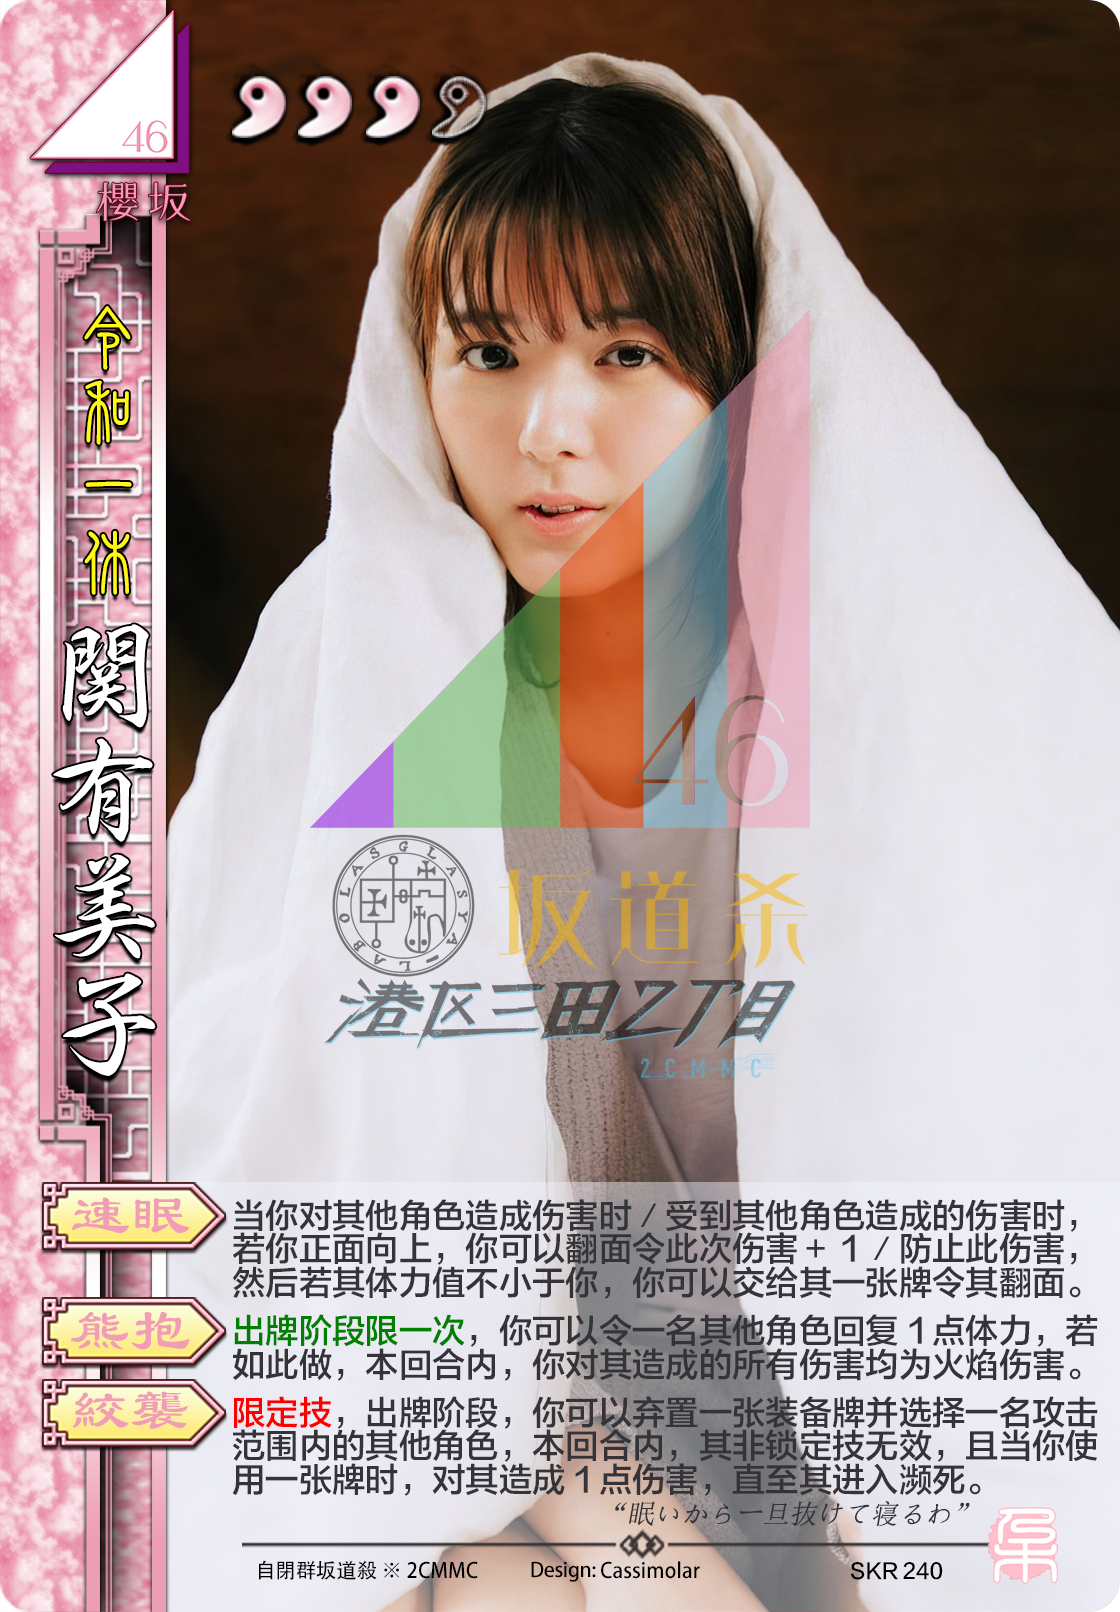 46
櫻坂
令和一休
関有美子
46
GLASYA-LABOLAS
坂道杀
港区三田2丁目
2CMMC
速眠
当你对其他角色造成伤害时 / 受到其他角色造成的伤害时，
若你正面向上，你可以翻面令此次伤害+ 1 / 防止此伤害，
然后若其体力值不小于你，你可以交给其一张牌令其翻面。
熊抱
出牌阶段限一次，你可以令一名其他角色回复 1点体力，若
如此做，本回合内，你对其造成的所有伤害均为火焰伤害。
絞襲
限定技，出牌阶段，你可以弃置一张装备牌并选择一名攻击
范围内的其他角色，本回合内，其非锁定技无效，且当你使
用一张牌时，对其造成 1 点伤害，直至其进入濒死。
“眠いから一旦抜けて寝るわ”
自閉群坂道殺 ※ 2CMMC
Design: Cassimolar
SKR 240